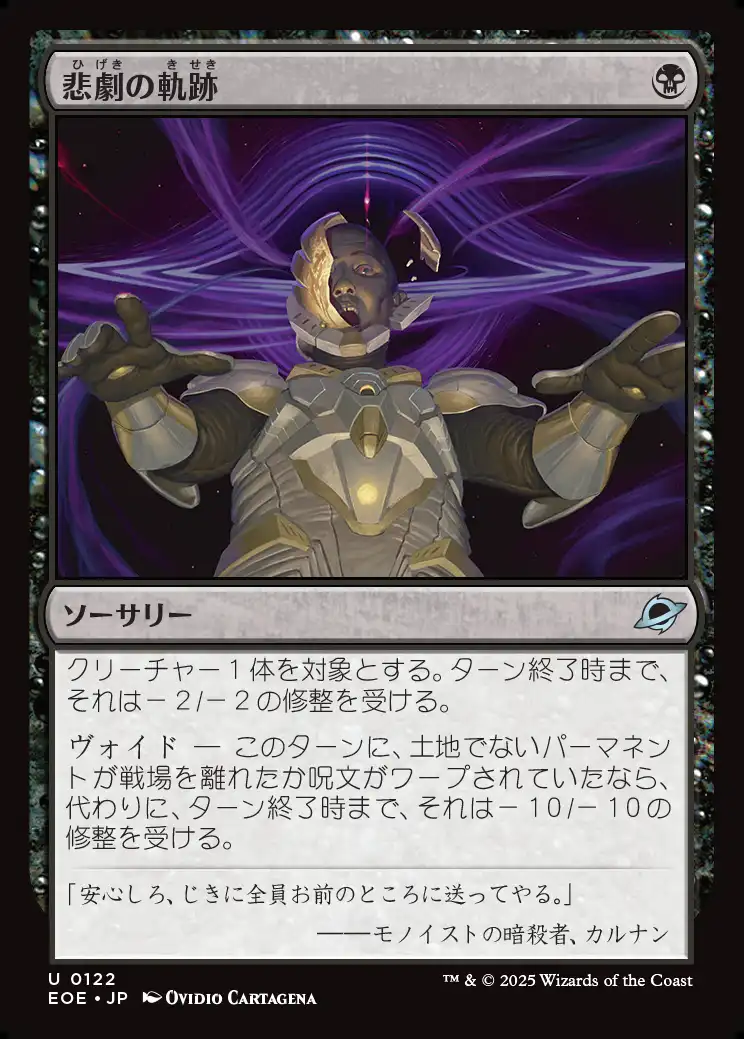 悲劇の軌跡
ソーサリー
クリーチャー1体を対象とする。ターン終了時まで、
それは-2/-2の修整を受ける。
ヴォイド ― このターンに、土地でないパーマネン
トが戦場を離れたか呪文がワープされていたなら、
代わりに、ターン終了時まで、それは-10/-10の
修整を受ける。
「安心しろ、じきに全員お前のところに送ってやる。」
――モノイストの暗殺者、カルナン
U 0122
EOE • JP Ovidio Cartagena
™ & © 2025 Wizards of the Coast